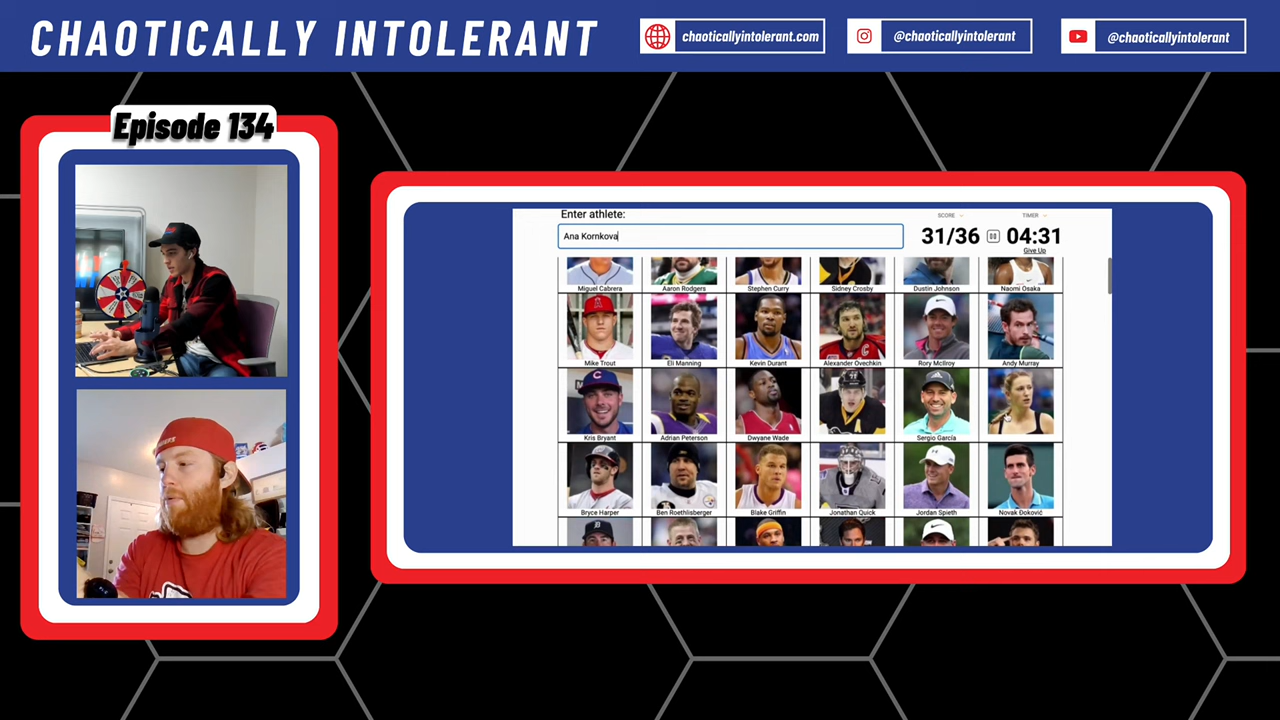 CHAOTICALLY INTOLERANT
chaoticallyintolerant.com
@chaoticallyintolerant
@chaoticallyintolerant
Episode 134
Enter athlete:
Ana Kornkova
SCORE
TIMER
31/36
04:31
Give Up
Miguel Cabrera
Aaron Rodgers
Stephen Curry
Sidney Crosby
Dustin Johnson
Naomi Osaka
Mike Trout
Eli Manning
Kevin Durant
Alexander Ovechkin
Rory McIlroy
Andy Murray
Kris Bryant
Adrian Peterson
Dwyane Wade
Sergio García
Bryce Harper
Ben Roethlisberger
Blake Griffin
Jonathan Quick
Jordan Spieth
Novak Đoković